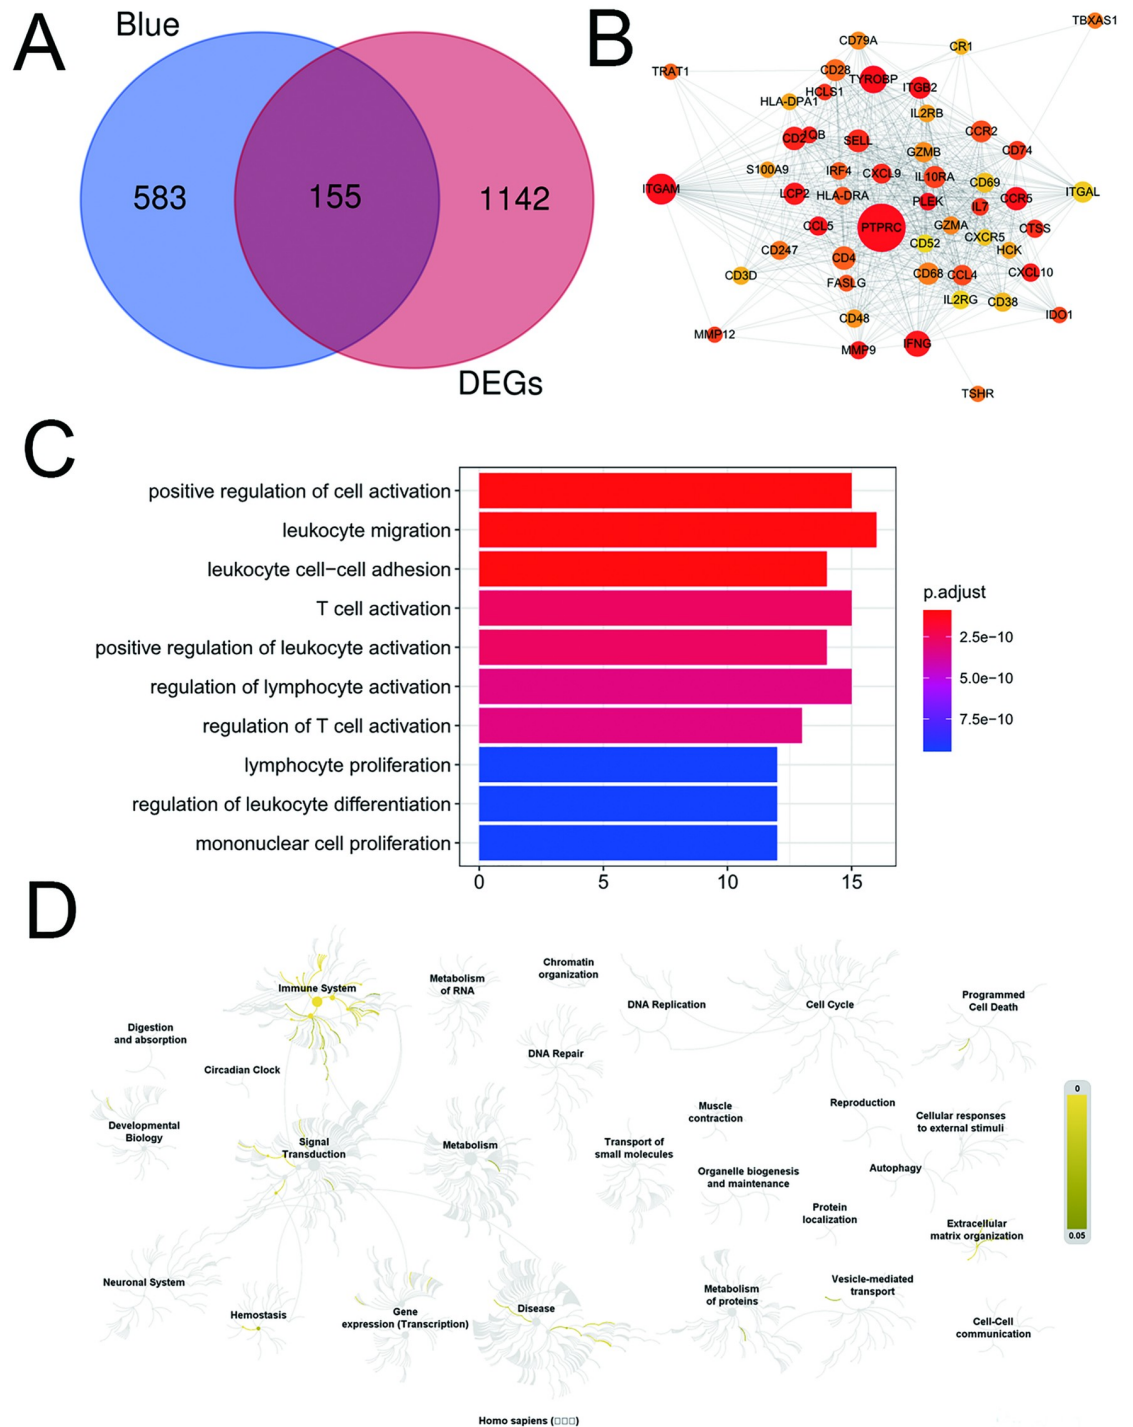 A
Blue
583
155
1142
DEGs
B
TBXAS1
CD79A
CR1
TRAT1
CD28
TYROBP
ITGB2
HCLS1
HLA-DPA1
IL2RB
CD2
1QB
SELL
CCR2
GZMB
CD74
S100A9
IRF4
CXCL9
IL10RA
CD69
ITGAM
LCP2
HLA-DRA
PLEK
IL7
CCR5
ITGAL
CCL5
PTPRC
GZMA
CXCR5
CTSS
CD247
CD4
CD52
HCK
CD3D
FASLG
CD68
CCL4
CXCL10
IL2RG
CD38
CD48
IDO1
MMP12
MMP9
IFNG
TSHR
C
positive regulation of cell activation
leukocyte migration
leukocyte cell−cell adhesion
T cell activation
positive regulation of leukocyte activation
regulation of lymphocyte activation
regulation of T cell activation
lymphocyte proliferation
regulation of leukocyte differentiation
mononuclear cell proliferation
0 5 10 15
p.adjust
2.5e−10
5.0e−10
7.5e−10
D
Immune System
Metabolism
of RNA
Chromatin
organization
DNA Replication
Cell Cycle
Programmed
Cell Death
Digestion
and absorption
Circadian Clock
DNA Repair
Developmental
Biology
Signal
Transduction
Metabolism
Transport of
small molecules
Muscle
contraction
Reproduction
Cellular responses
to external stimuli
Organelle biogenesis
and maintenance
Autophagy
Protein
localization
Extracellular
matrix organization
0
0.05
Neuronal System
Hemostasis
Gene
expression (Transcription)
Disease
Metabolism
of proteins
Vesicle-mediated
transport
Cell-Cell
communication
Homo sapiens (□□□)